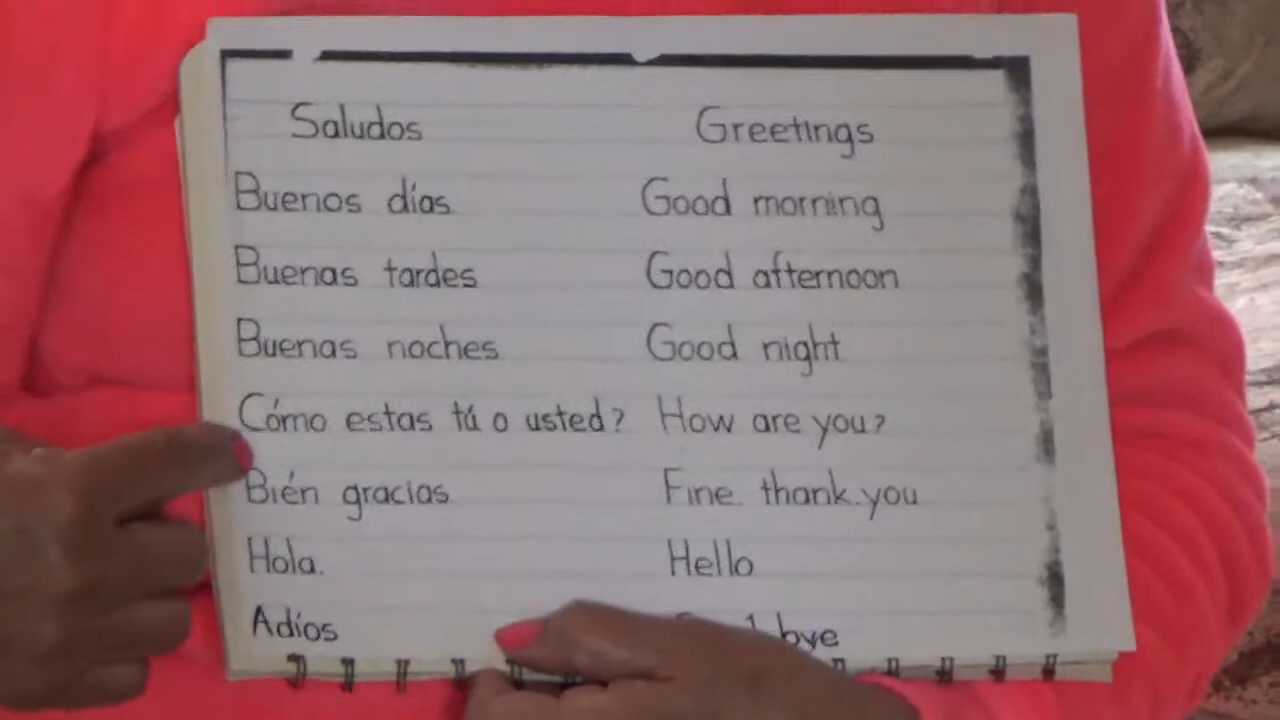 Saludos Greetings
Buenos días Good morning
Buenas tardes Good afternoon
Buenas noches Good night
Cómo estas tú o usted? How are you?
Bién gracias Fine. thank.you
Hola. Hello
Adíos bye